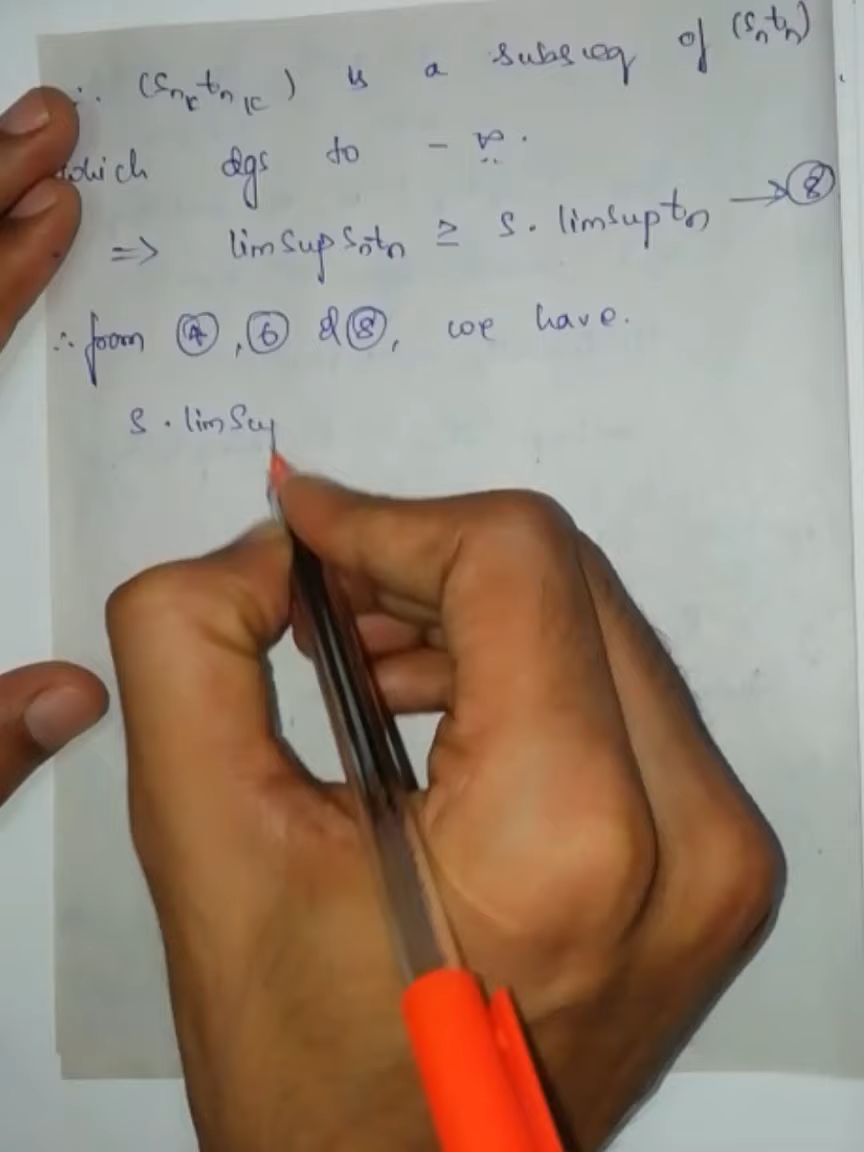 ∴ (S_{n_k} t_{n_k}) is a subseq of (S_n t_n)
which dgs to - ∞.
⇒ limsup S_n t_n ≥ S. limsup t_n → ⑧
∴ from ④, ⑥ & ⑧, we have.
S. limSup